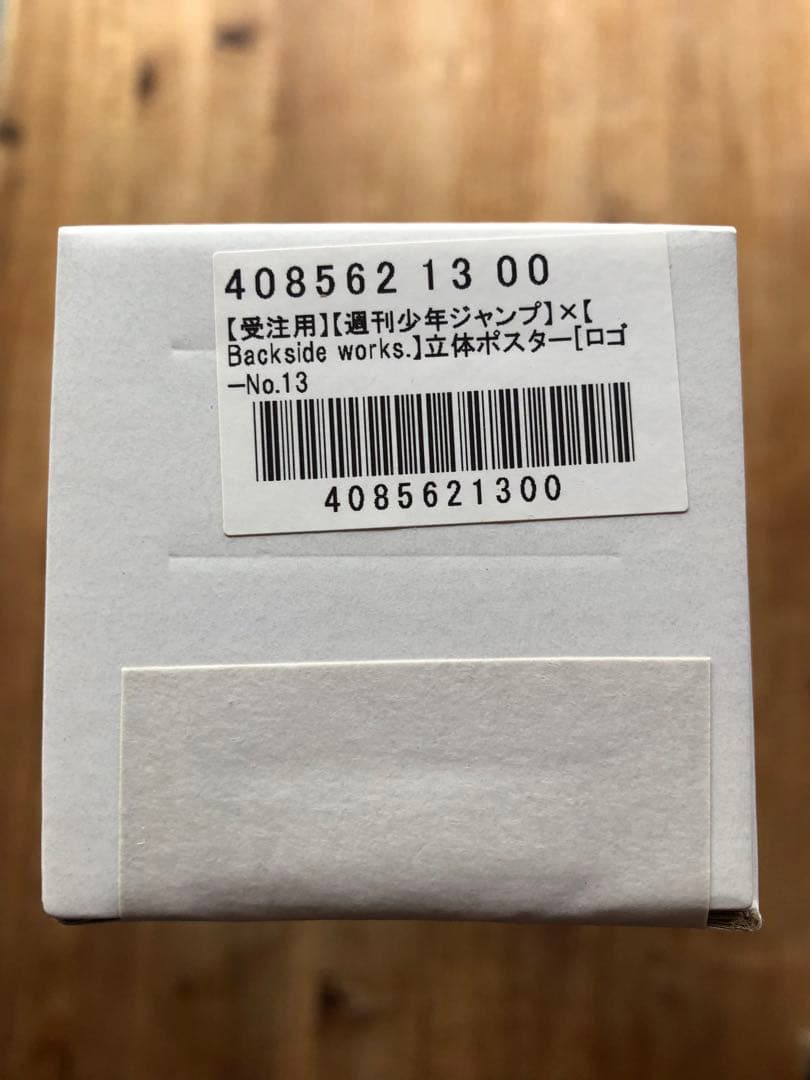 408562 13 00
【受注用】【週刊少年ジャンプ】×【
Backside works.】立体ポスター[ロゴ
ーNo.13
4085621300